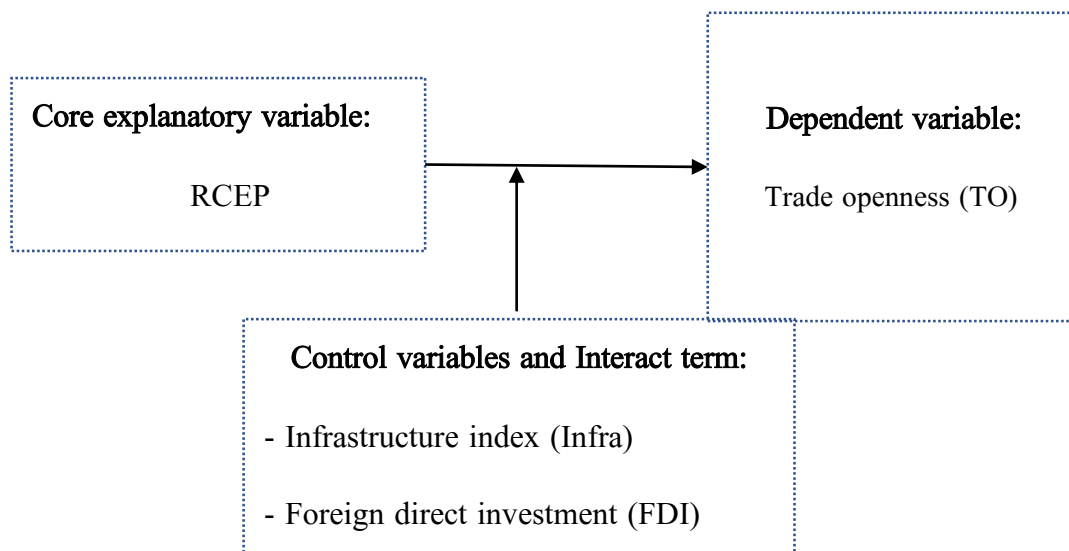 Core explanatory variable:
RCEP
Dependent variable:
Trade openness (TO)
Control variables and Interact term:
- Infrastructure index (Infra)
- Foreign direct investment (FDI)